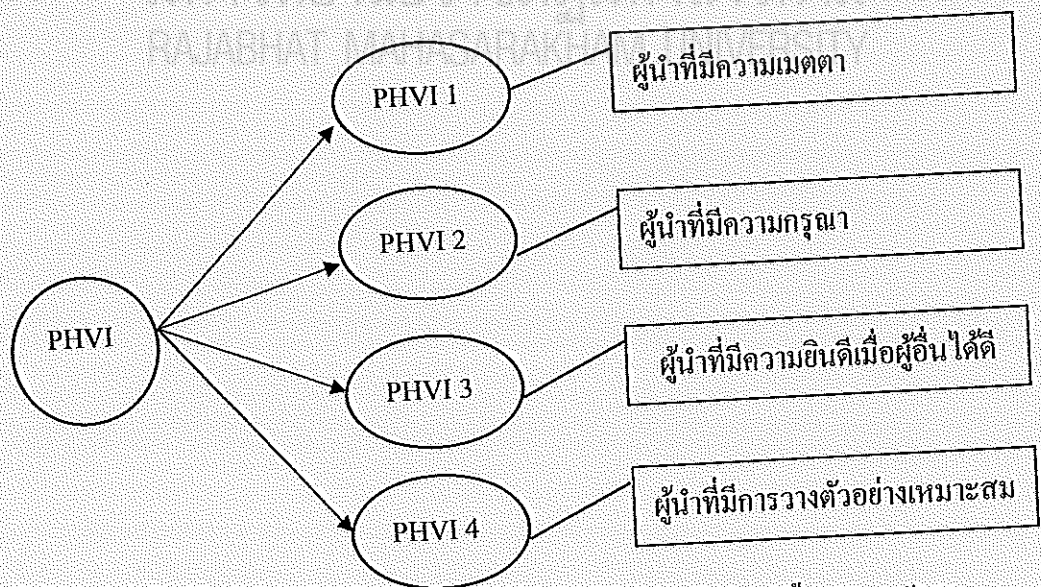 PHVI 1
ผู้นำที่มีความเมตตา
PHVI 2
ผู้นำที่มีความกรุณา
PHVI
PHVI 3
ผู้นำที่มีความยินดีเมื่อผู้อื่นได้ดี
PHVI 4
ผู้นำที่มีการวางตัวอย่างเหมาะสม